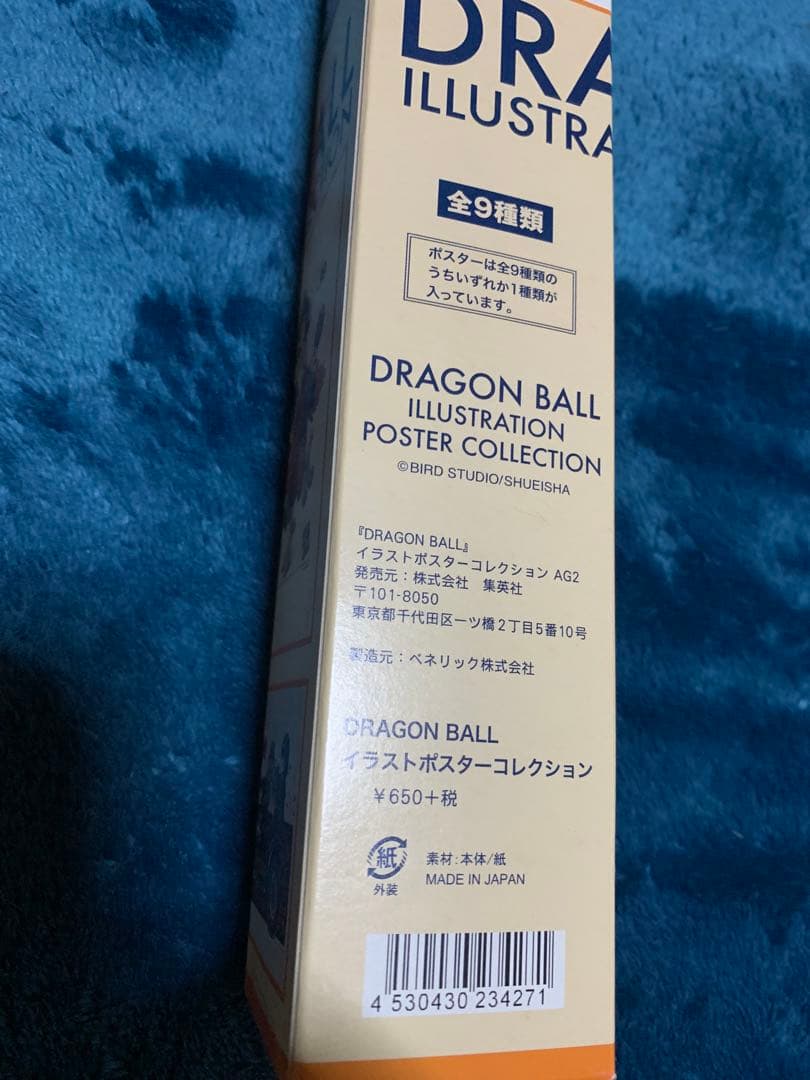 DRA
ILLUSTRA
全9種類
ポスターは全9種類の
うちいずれか1種類が
入っています。
DRAGON BALL
ILLUSTRATION
POSTER COLLECTION
©BIRD STUDIO/SHUEISHA
『DRAGON BALL』
イラストポスターコレクション AG2
発売元：株式会社 集英社
〒101-8050
東京都千代田区一ツ橋2丁目5番10号
製造元：ベネリック株式会社
DRAGON BALL
イラストポスターコレクション
¥650+税
紙
外装
素材:本体/紙
MADE IN JAPAN
4 530430 234271